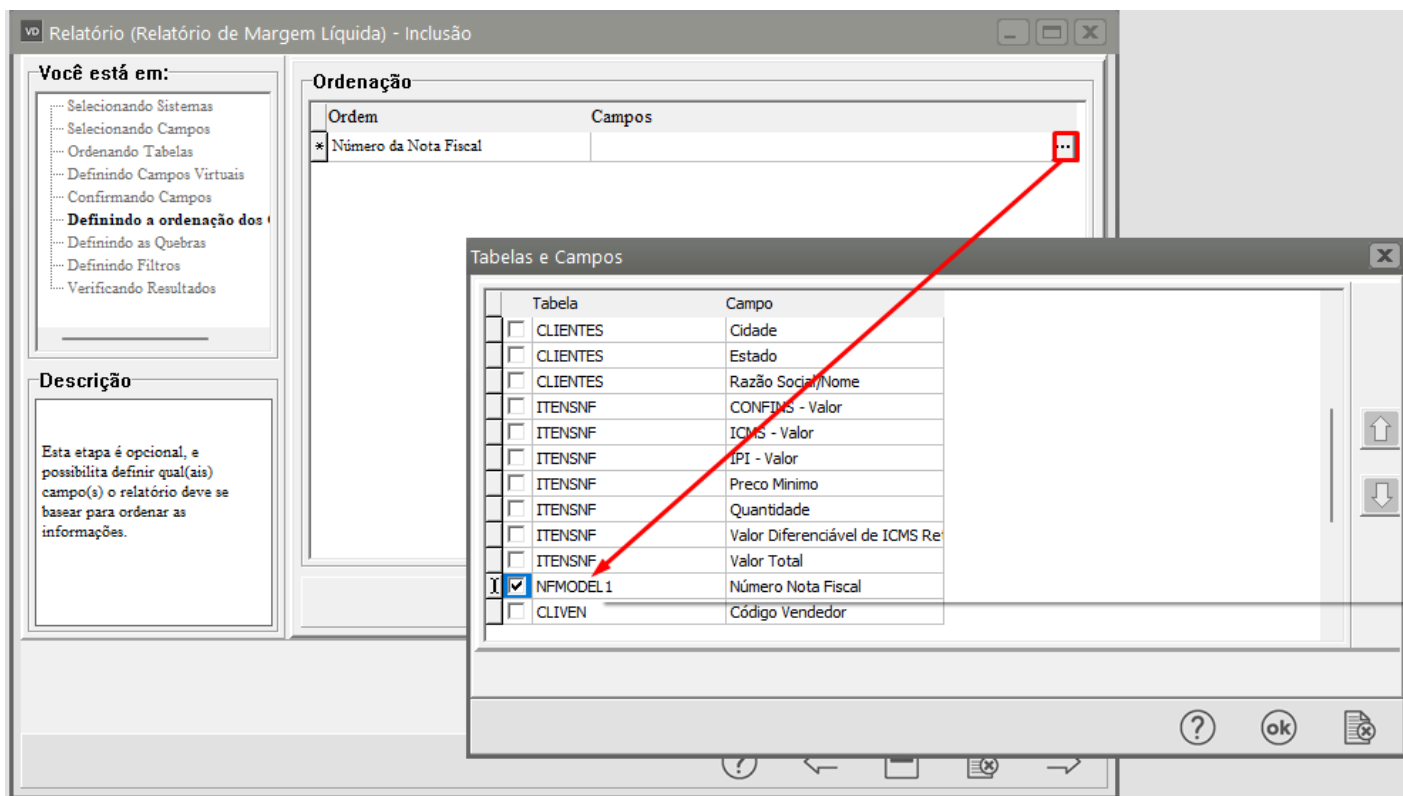 VD Relatório (Relatório de Margem Líquida) - Inclusão
Você está em:
Selecionando Sistemas
Selecionando Campos
Ordenando Tabelas
Definindo Campos Virtuais
Confirmando Campos
Definindo a ordenação dos
Definindo as Quebras
Definindo Filtros
Verificando Resultados
Descrição
Esta etapa é opcional, e
possibilita definir qual(ais)
campo(s) o relatório deve se
basear para ordenar as
informações.
Ordenação
Ordem Campos
* Número da Nota Fiscal ...
Tabelas e Campos
Tabela Campo
CLIENTES Cidade
CLIENTES Estado
CLIENTES Razão Social/Nome
ITENSNF CONFINS - Valor
ITENSNF ICMS - Valor
ITENSNF IPI - Valor
ITENSNF Preco Minimo
ITENSNF Quantidade
ITENSNF Valor Diferenciável de ICMS Ret
ITENSNF Valor Total
NFMODEL1 Número Nota Fiscal
CLIVEN Código Vendedor
? ok
?